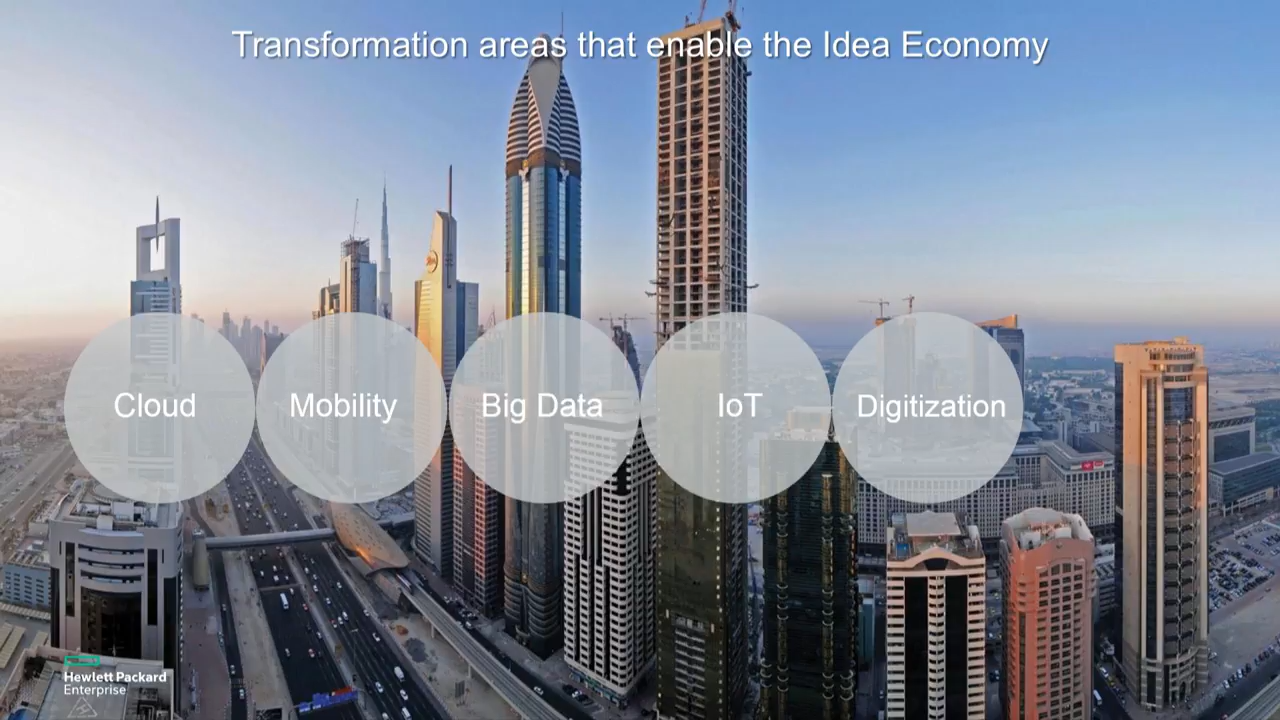 Transformation areas that enable the Idea Economy
Cloud
Mobility
Big Data
IoT
Digitization
Hewlett Packard
Enterprise